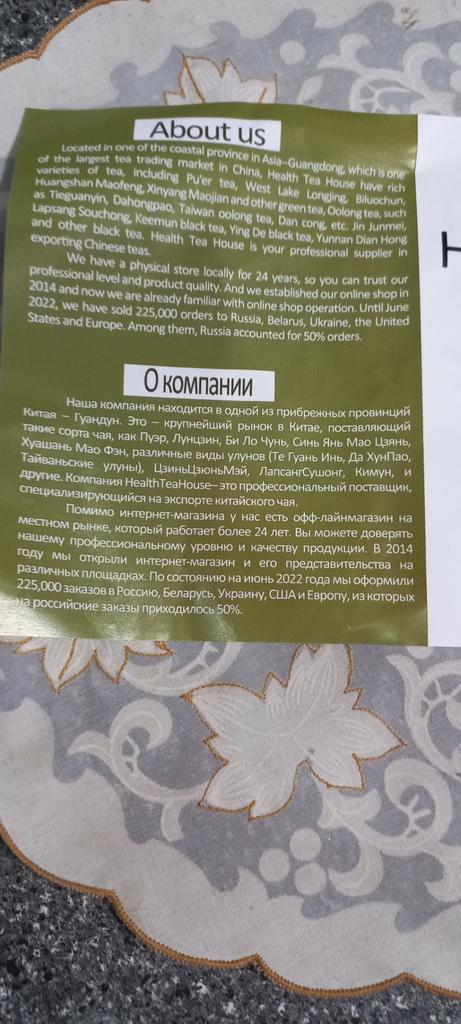 About us
Located in one of the coastal province in Asia--Guangdong, which is one
of the largest tea trading market in China, Health Tea House have rich
varieties of tea, including Pu'er tea, West Lake Longjing, Biluochun,
Huangshan Maofeng, Xinyang Maojian and other green tea, Oolong tea, such
as Tieguanyin, Dahongpao, Taiwan oolong tea, Dan cong, etc. Jin Junmei,
Lapsang Souchong, Keemun black tea, Ying De black tea, Yunnan Dian Hong
and other black tea. Health Tea House is your professional supplier in
exporting Chinese teas.
We have a physical store locally for 24 years, so you can trust our
professional level and product quality. And we established our online shop in
2014 and now we are already familiar with online shop operation. Until June
2022, we have sold 225,000 orders to Russia, Belarus, Ukraine, the United
States and Europe. Among them, Russia accounted for 50% orders.
О компании
Наша компания находится в одной из прибрежных провинций
Китая – Гуандун. Это – крупнейший рынок в Китае, поставляющий
такие сорта чая, как Пуэр, Лунцзин, Би Ло Чунь, Синь Янь Мао Цзянь,
Хуашань Мао Фэн, различные виды улунов (Те Гуань Инь, Да ХунПао,
Тайваньские улуны), ЦзиньЦзюньМэй, ЛапсангСушонг, Кимун, и
другие. Компания HealthTeaHouse– это профессиональный поставщик,
специализирующийся на экспорте китайского чая.
Помимо интернет-магазина у нас есть офф-лайнмагазин на
местном рынке, который работает более 24 лет. Вы можете доверять
нашему профессиональному уровню и качеству продукции. В 2014
году мы открыли интернет-магазин и его представительства на
различных площадках. По состоянию на июнь 2022 года мы оформили
225,000 заказов в Россию, Беларусь, Украину, США и Европу, из которых
на российские заказы приходилось 50%.